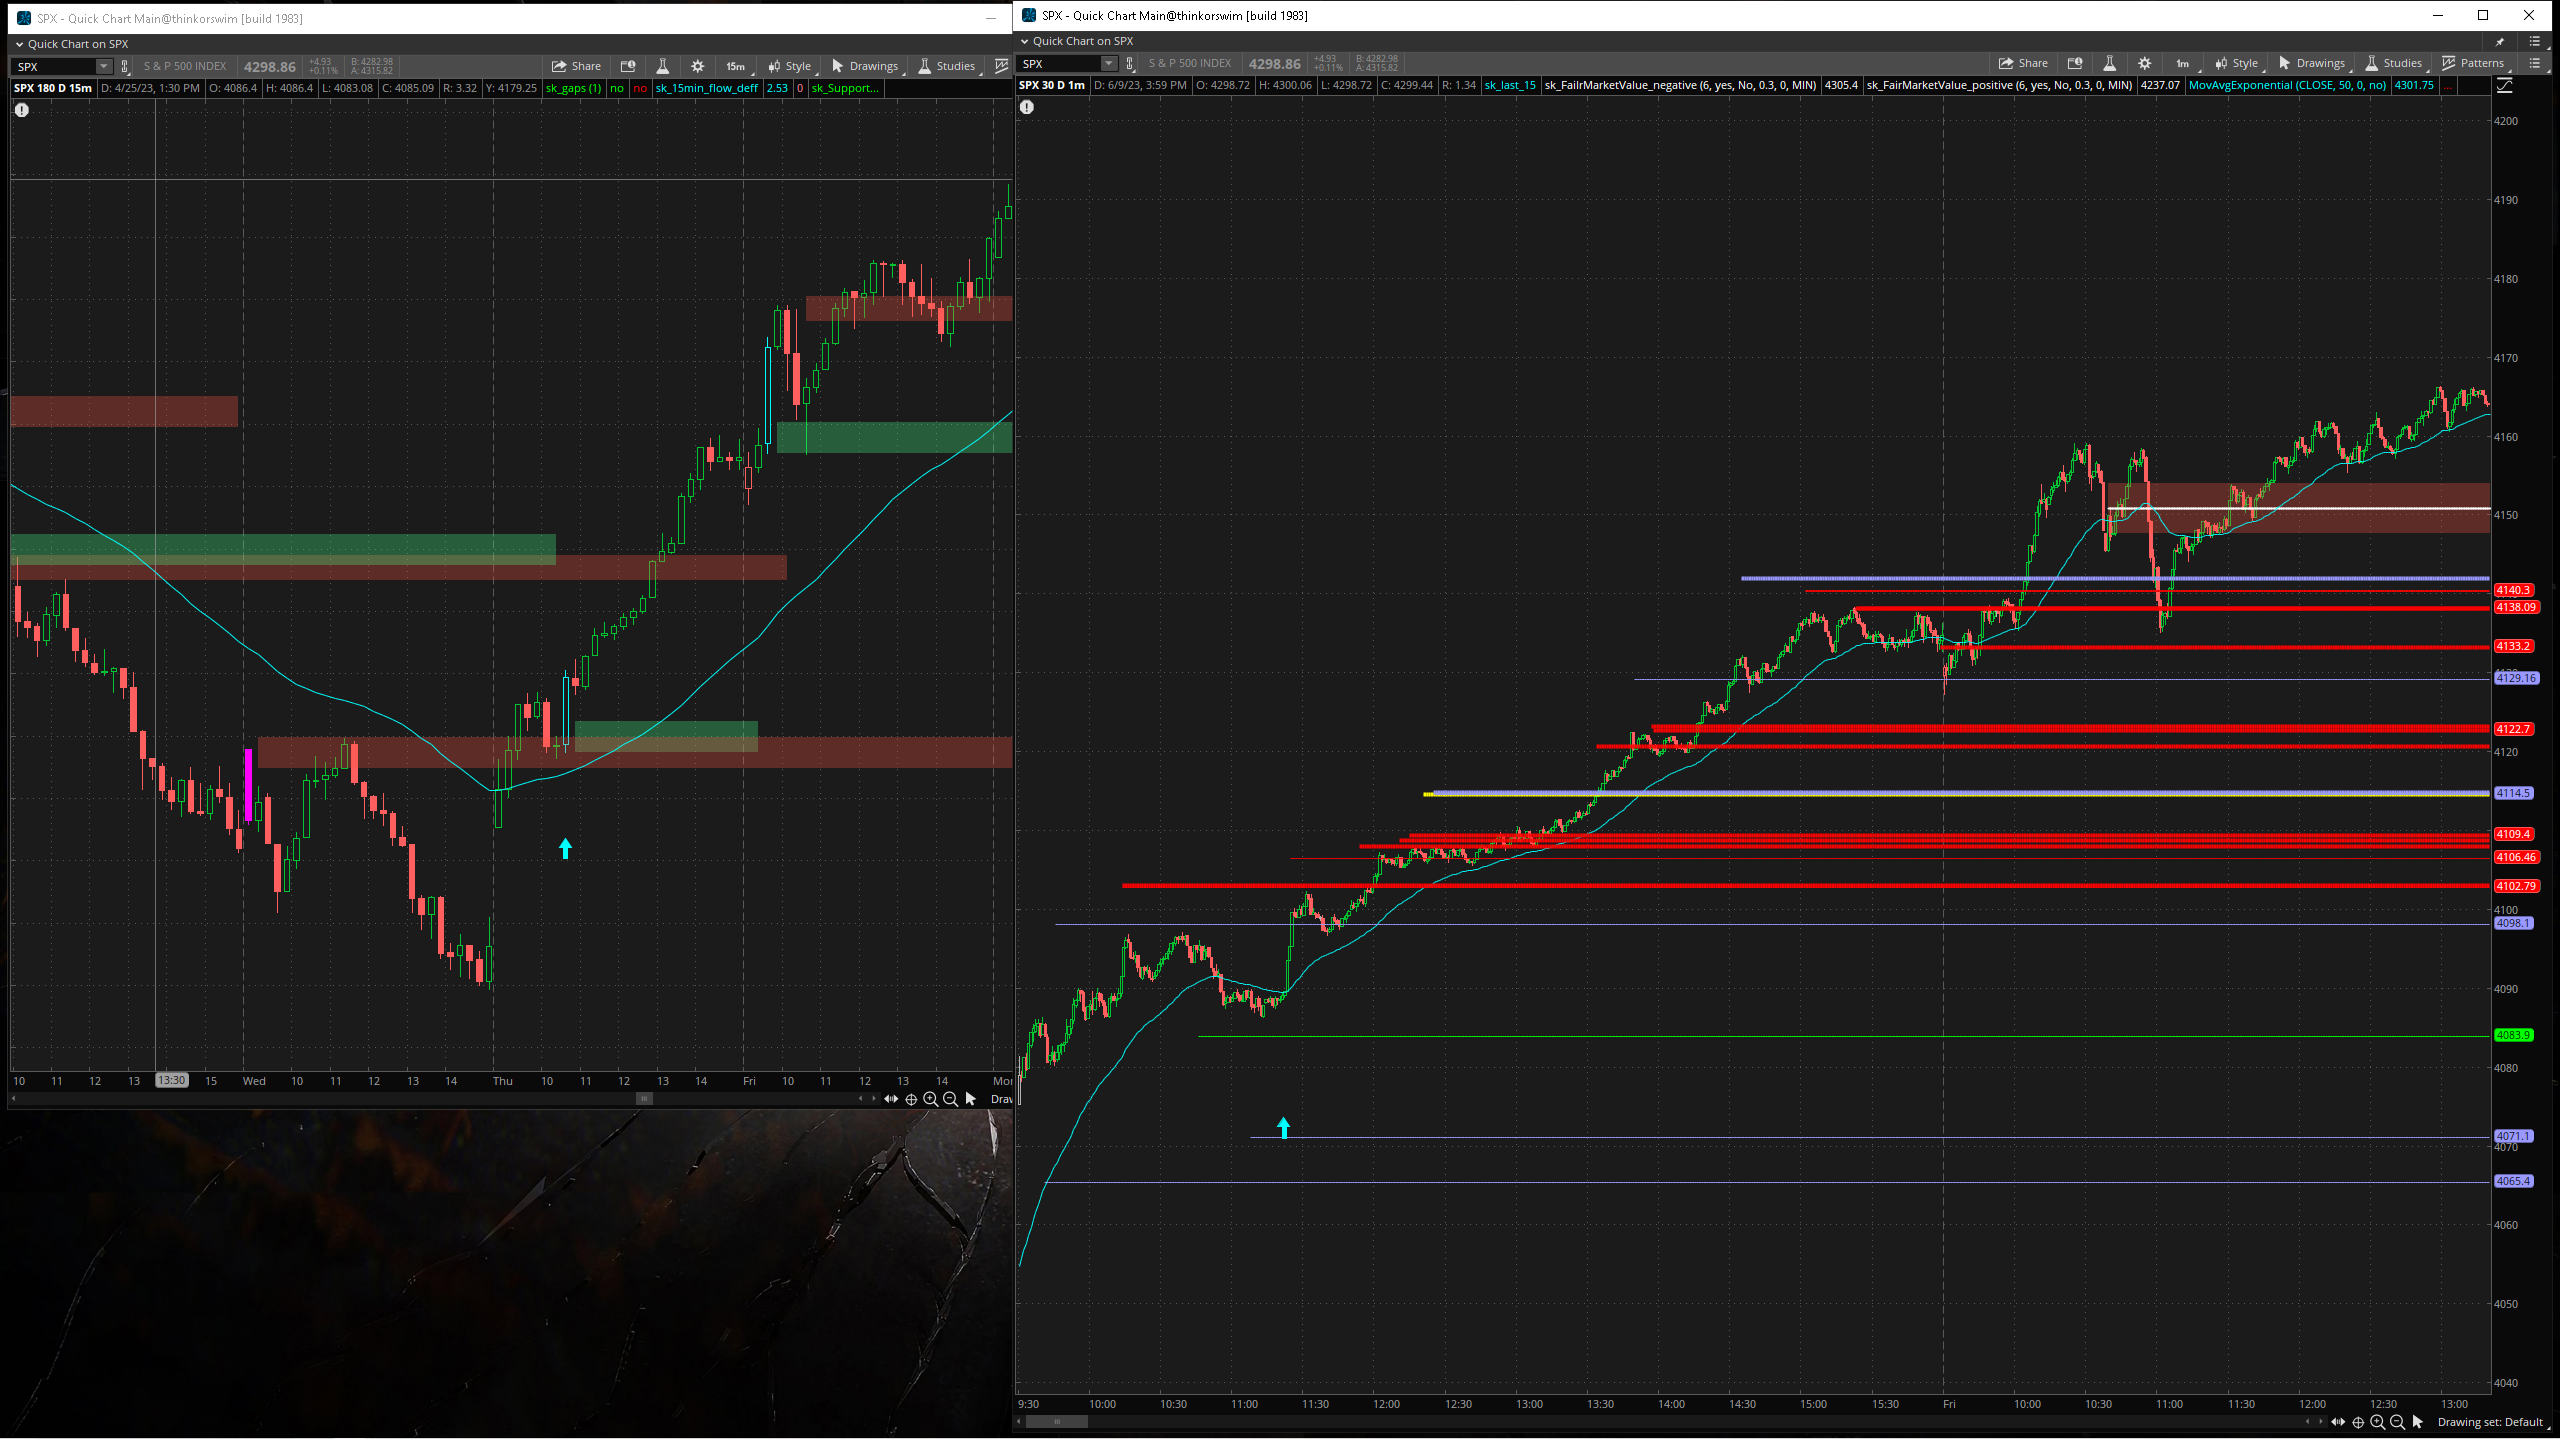 SPX - Quick Chart Main@thinkorswim [build 1983]
Quick Chart on SPX
SPX S & P 500 INDEX 4298.86 +4.93 +0.11% B: 4282.98 A: 4315.82 Share 15m Style Drawings Studies
SPX 180 D 15m D: 4/25/23, 1:30 PM O: 4086.4 H: 4086.4 L: 4083.08 C: 4085.09 R: 3.32 Y: 4179.25 sk_gaps (1) no no sk_15min_flow_deff 2.53 0 sk_Support...
10 11 12 13 13:30 15 Wed 10 11 12 13 14 Thu 10 11 12 13 14 Fri 10 11 12 13 14 Mon
Draw
SPX - Quick Chart Main@thinkorswim [build 1983]
Quick Chart on SPX
SPX S & P 500 INDEX 4298.86 +4.93 +0.11% B: 4282.98 A: 4315.82 Share 1m Style Drawings Studies Patterns
SPX 30 D 1m D: 6/9/23, 3:59 PM O: 4298.72 H: 4300.06 L: 4298.72 C: 4299.44 R: 1.34 sk_last_15 sk_FailrMarketValue_negative (6, yes, No, 0.3, 0, MIN) 4305.4 sk_FairMarketValue_positive (6, yes, No, 0.3, 0, MIN) 4237.07 MovAvgExponential (CLOSE, 50, 0, no) 4301.75 ...
4200
4190
4180
4170
4160
4150
4140.3
4138.09
4133.2
4129.16
4122.7
4120
4114.5
4109.4
4106.46
4102.79
4100
4098.1
4090
4083.9
4080
4071.1
4070
4065.4
4060
4050
4040
9:30 10:00 10:30 11:00 11:30 12:00 12:30 13:00 13:30 14:00 14:30 15:00 15:30 Fri 10:00 10:30 11:00 11:30 12:00 12:30 13:00
Drawing set: Default